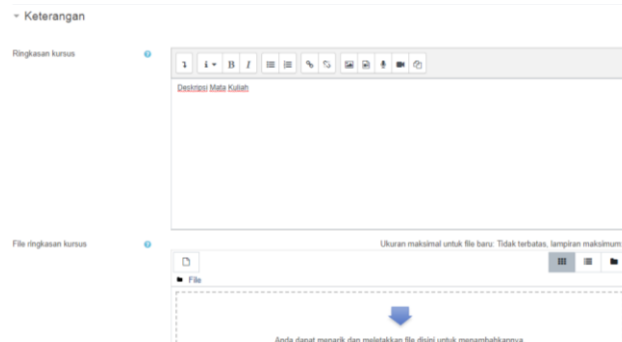 Keterangan
Ringkasan kursus
B I
Deskripsi Mata Kuliah
File ringkasan kursus
Ukuran maksimal untuk file baru: Tidak terbatas, lampiran maksimum
File
Anda dapat menarik dan meletakkan file disini untuk menambahkannya